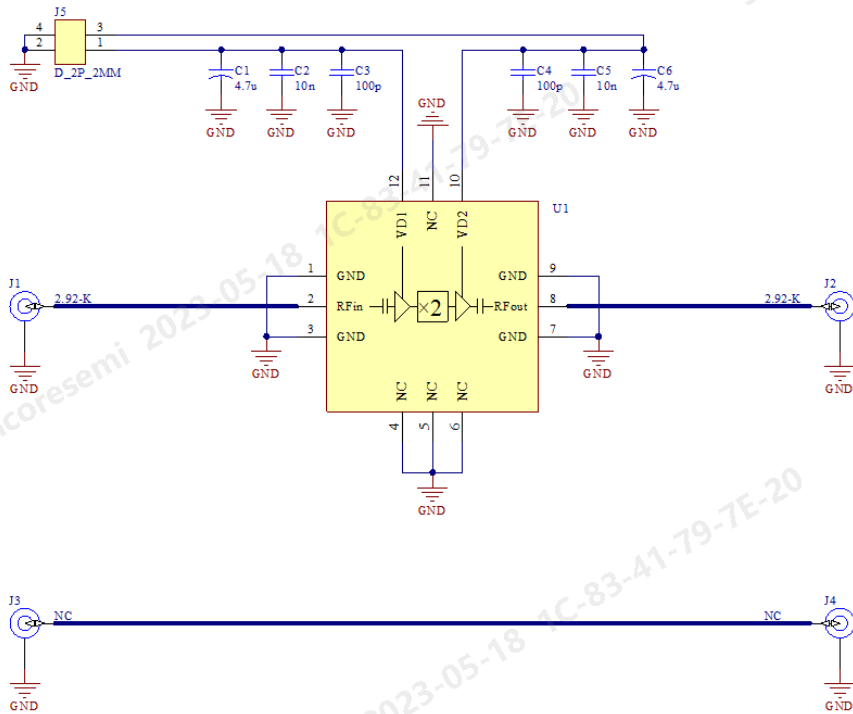 J5
4 3
2 1
D_2P_2MM
GND
C1
4.7u
GND
C2
10n
GND
C3
100p
GND
GND
C4
100p
GND
C5
10n
GND
C6
4.7u
GND
12 11 10
U1
VD1 NC VD2
1 GND GND 9
J1 2.92-K 2 RFin ×2 RFout 8 2.92-K J2
3 GND GND 7
GND GND
GND GND
NC NC NC
4 5 6
GND
J3 NC NC J4
GND GND
coresemi 2023-05-18 1C-83-41-79-7E-20
2023-05-18 1C-83-41-79-7E-20